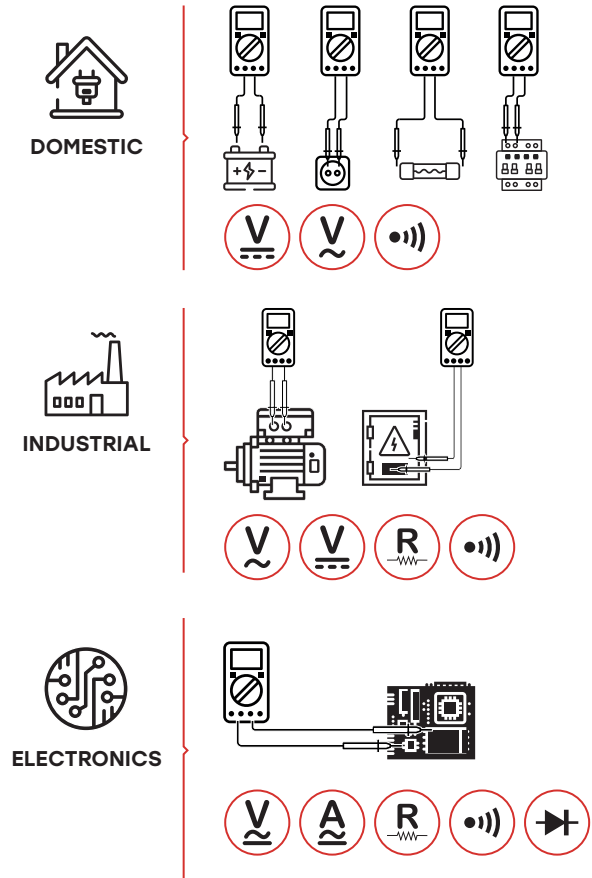 DOMESTIC
+ -
V
V
INDUSTRIAL
V
V
R
ELECTRONICS
V
A
R